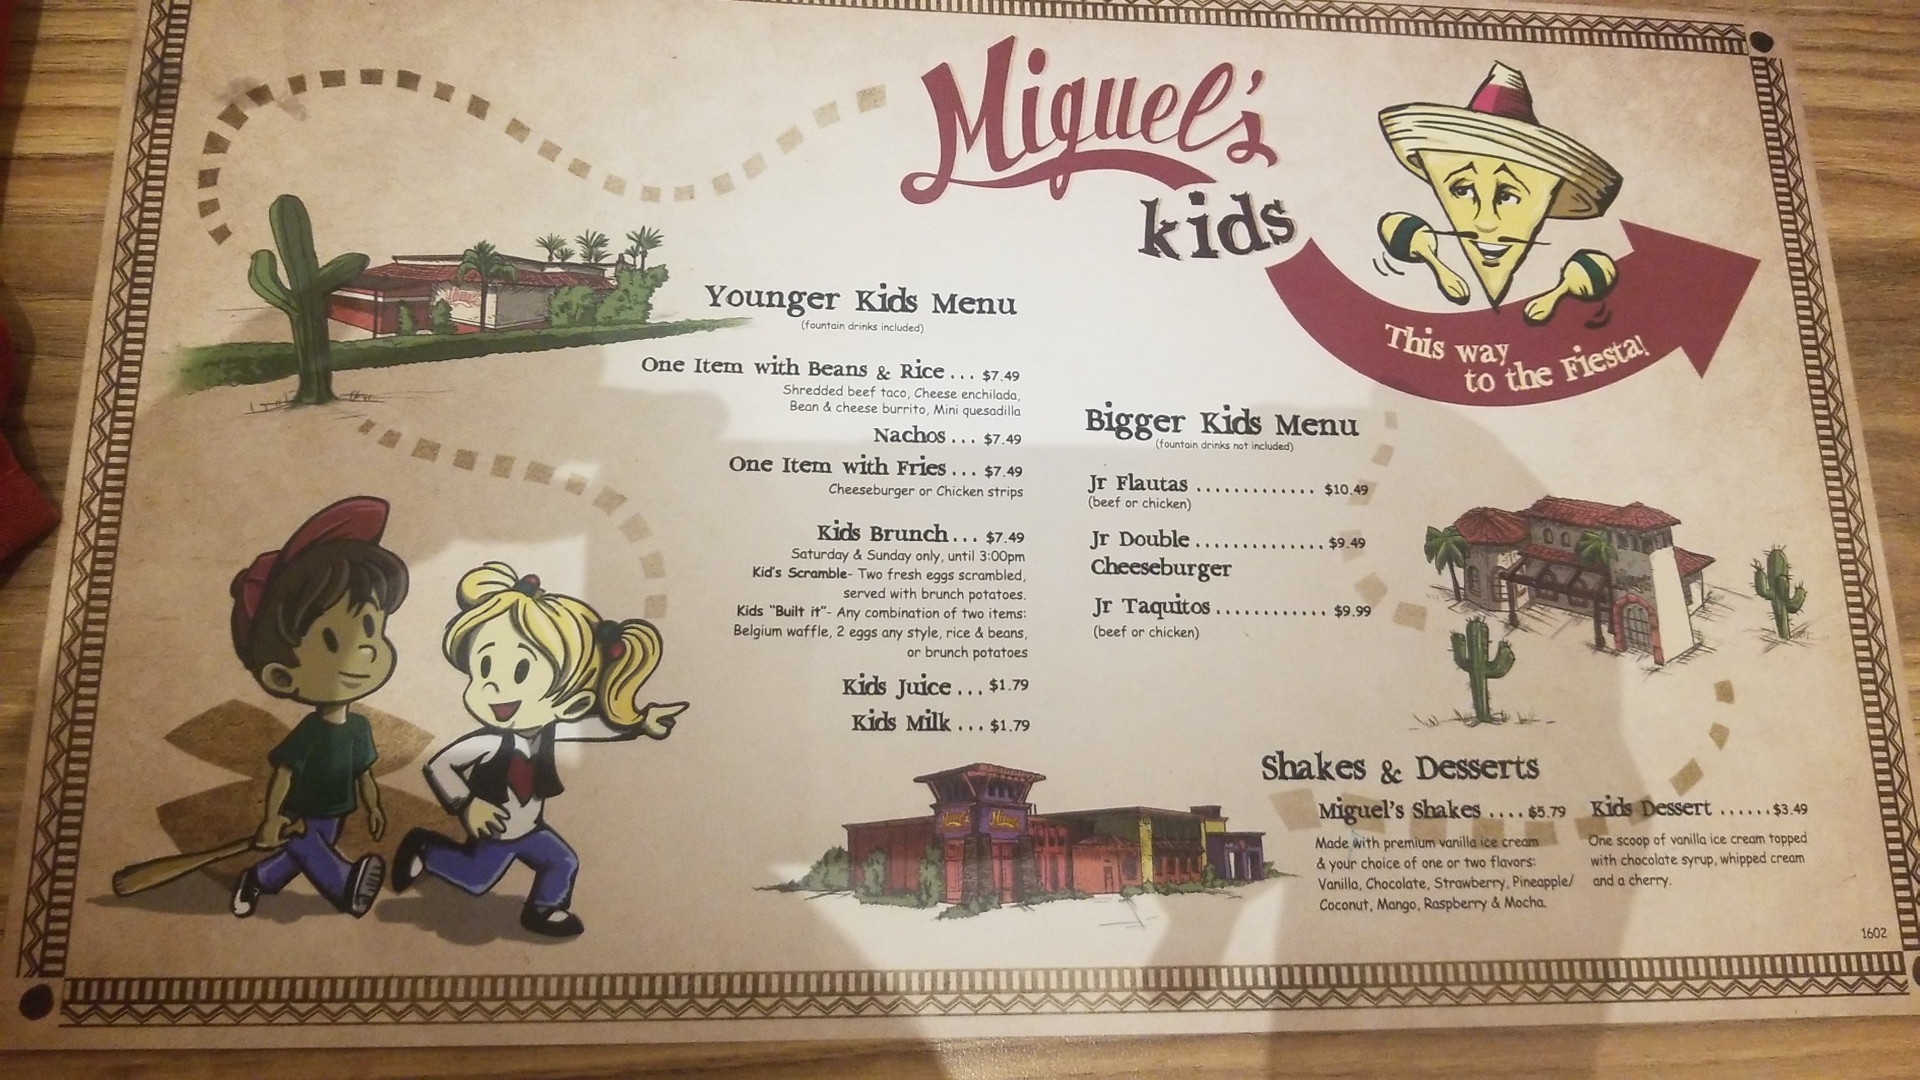 Miguel's
kids
This way
to the Fiesta!
Younger Kids Menu
(fountain drinks included)
One Item with Beans & Rice... $7.49
Shredded beef taco, Cheese enchilada,
Bean & cheese burrito, Mini quesadilla
Nachos... $7.49
One Item with Fries... $7.49
Cheeseburger or Chicken strips
Kids Brunch... $7.49
Saturday & Sunday only, until 3:00pm
Kid's Scramble- Two fresh eggs scrambled,
served with brunch potatoes.
Kids "Built it"- Any combination of two items:
Belgium waffle, 2 eggs any style, rice & beans,
or brunch potatoes
Kids Juice... $1.79
Kids Milk... $1.79
Bigger Kids Menu
(fountain drinks not included)
Jr Flautas ............. $10.49
(beef or chicken)
Jr Double .............. $9.49
Cheeseburger
Jr Taquitos ............ $9.99
(beef or chicken)
Shakes & Desserts
Miguel's Shakes .... $5.79
Made with premium vanilla ice cream
& your choice of one or two flavors:
Vanilla, Chocolate, Strawberry, Pineapple/
Coconut, Mango, Raspberry & Mocha.
Kids Dessert ...... $3.49
One scoop of vanilla ice cream topped
with chocolate syrup, whipped cream
and a cherry.
1602